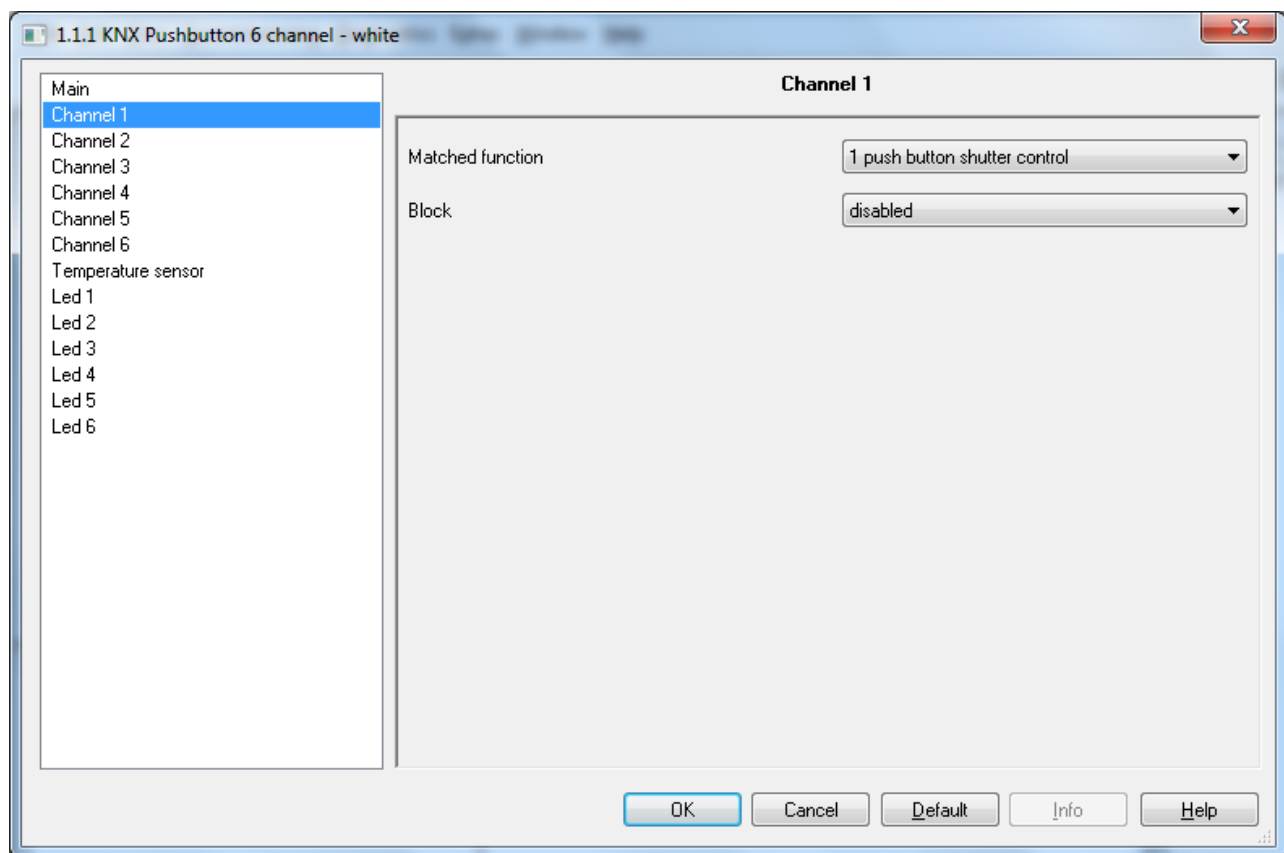 1.1.1 KNX Pushbutton 6 channel - white
Main
Channel 1
Channel 2
Channel 3
Channel 4
Channel 5
Channel 6
Temperature sensor
Led 1
Led 2
Led 3
Led 4
Led 5
Led 6
Channel 1
Matched function 1 push button shutter control
Block disabled
OK Cancel Default Info Help